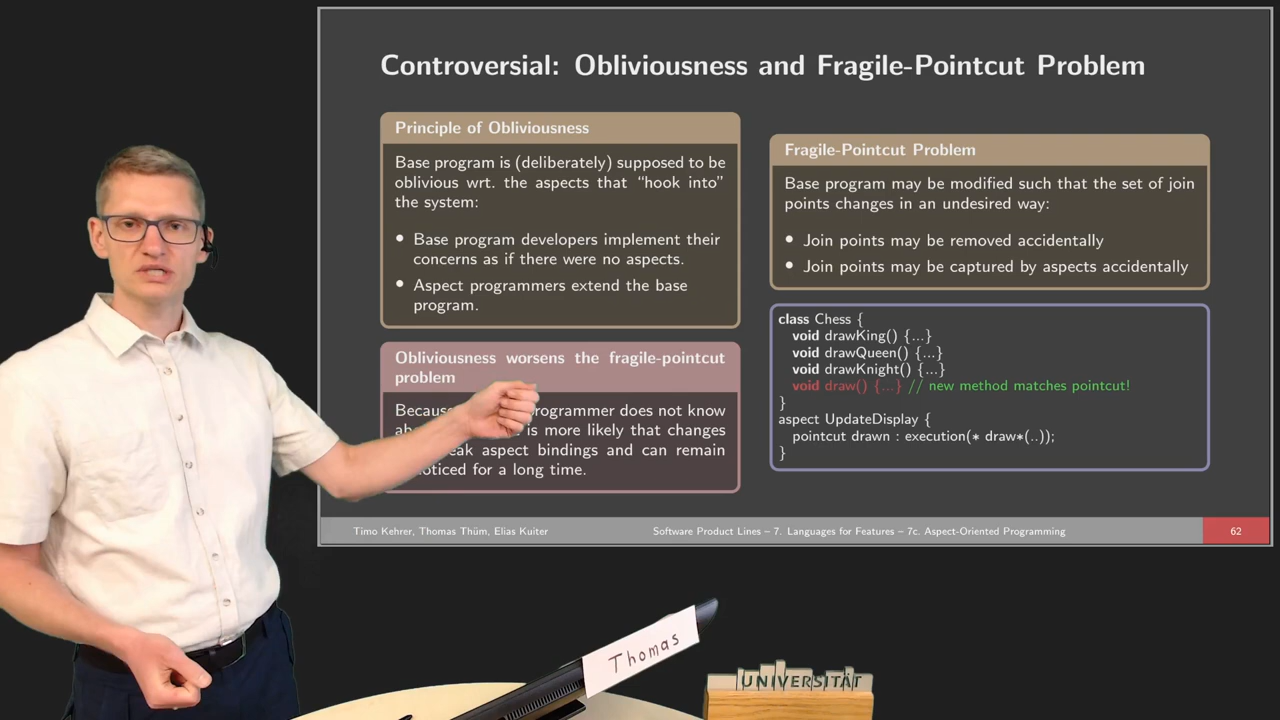 Controversial: Obliviousness and Fragile-Pointcut Problem
Principle of Obliviousness
Base program is (deliberately) supposed to be
oblivious wrt. the aspects that “hook into”
the system:
• Base program developers implement their
concerns as if there were no aspects.
• Aspect programmers extend the base
program.
Obliviousness worsens the fragile-pointcut
problem
programmer does not know
is more likely that changes
aspect bindings and can remain
for a long time.
Fragile-Pointcut Problem
Base program may be modified such that the set of join
points changes in an undesired way:
• Join points may be removed accidentally
• Join points may be captured by aspects accidentally
class Chess {
void drawKing() {...}
void drawQueen() {...}
void drawKnight() {...}
void draw() {...} // new method matches pointcut!
}
aspect UpdateDisplay {
pointcut drawn : execution(* draw*(..));
}
Timo Kehrer, Thomas Thüm, Elias Kuiter
Software Product Lines – 7. Languages for Features – 7c. Aspect-Oriented Programming
62
Thomas
UNIVERSITÄT